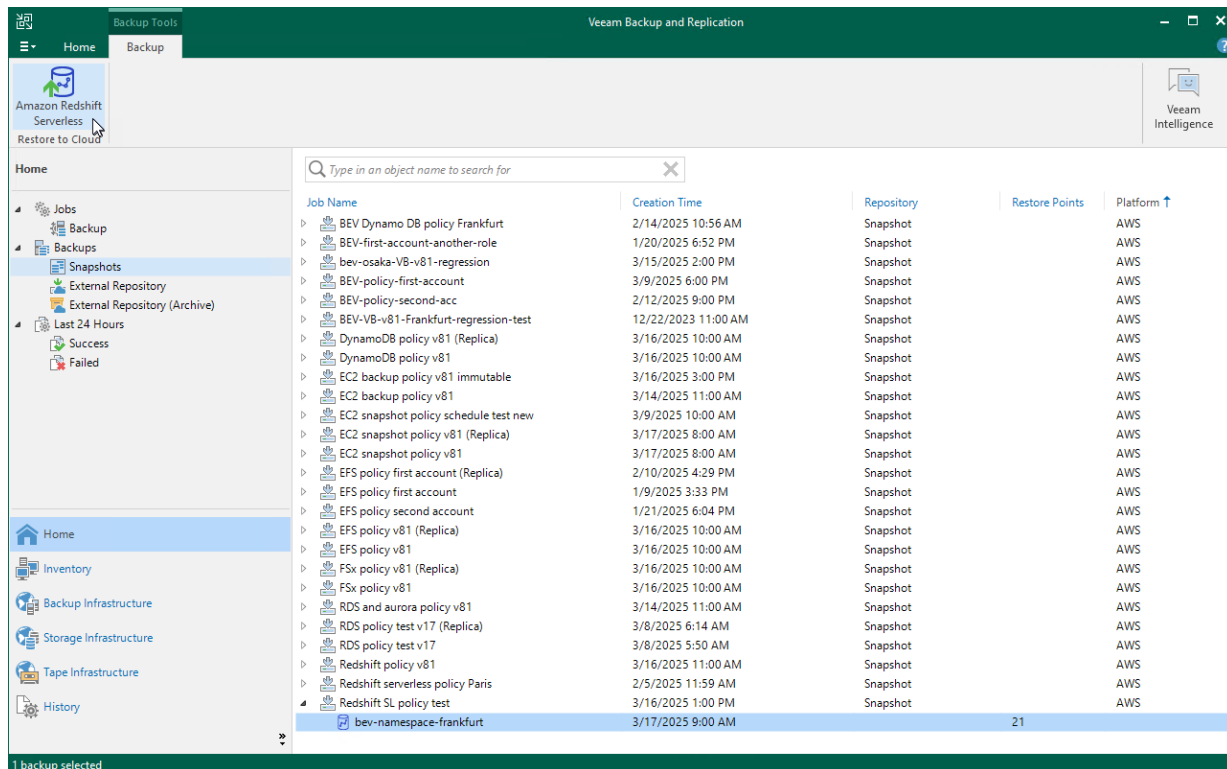 Backup Tools
Veeam Backup and Replication
Home Backup
Amazon Redshift
Serverless
Restore to Cloud
Veeam
Intelligence
Home
Jobs
Backup
Backups
Snapshots
External Repository
External Repository (Archive)
Last 24 Hours
Success
Failed
Home
Inventory
Backup Infrastructure
Storage Infrastructure
Tape Infrastructure
History
Type in an object name to search for
Job Name Creation Time Repository Restore Points Platform
BEV Dynamo DB policy Frankfurt 2/14/2025 10:56 AM Snapshot AWS
BEV-first-account-another-role 1/20/2025 6:52 PM Snapshot AWS
bev-osaka-VB-v81-regression 3/15/2025 2:00 PM Snapshot AWS
BEV-policy-first-account 3/9/2025 6:00 PM Snapshot AWS
BEV-policy-second-acc 2/12/2025 9:00 PM Snapshot AWS
BEV-VB-v81-Frankfurt-regression-test 12/22/2023 11:00 AM Snapshot AWS
DynamoDB policy v81 (Replica) 3/16/2025 10:00 AM Snapshot AWS
DynamoDB policy v81 3/16/2025 10:00 AM Snapshot AWS
EC2 backup policy v81 immutable 3/16/2025 3:00 PM Snapshot AWS
EC2 backup policy v81 3/14/2025 11:00 AM Snapshot AWS
EC2 snapshot policy schedule test new 3/9/2025 10:00 AM Snapshot AWS
EC2 snapshot policy v81 (Replica) 3/17/2025 8:00 AM Snapshot AWS
EC2 snapshot policy v81 3/17/2025 8:00 AM Snapshot AWS
EFS policy first account (Replica) 2/10/2025 4:29 PM Snapshot AWS
EFS policy first account 1/9/2025 3:33 PM Snapshot AWS
EFS policy second account 1/21/2025 6:04 PM Snapshot AWS
EFS policy v81 (Replica) 3/16/2025 10:00 AM Snapshot AWS
EFS policy v81 3/16/2025 10:00 AM Snapshot AWS
FSx policy v81 (Replica) 3/16/2025 10:00 AM Snapshot AWS
FSx policy v81 3/16/2025 10:00 AM Snapshot AWS
RDS and aurora policy v81 3/14/2025 11:00 AM Snapshot AWS
RDS policy test v17 (Replica) 3/8/2025 6:14 AM Snapshot AWS
RDS policy test v17 3/8/2025 5:50 AM Snapshot AWS
Redshift policy v81 3/16/2025 11:00 AM Snapshot AWS
Redshift serverless policy Paris 2/5/2025 11:59 AM Snapshot AWS
Redshift SL policy test 3/16/2025 1:00 PM Snapshot AWS
bev-namespace-frankfurt 3/17/2025 9:00 AM 21
1 backup selected